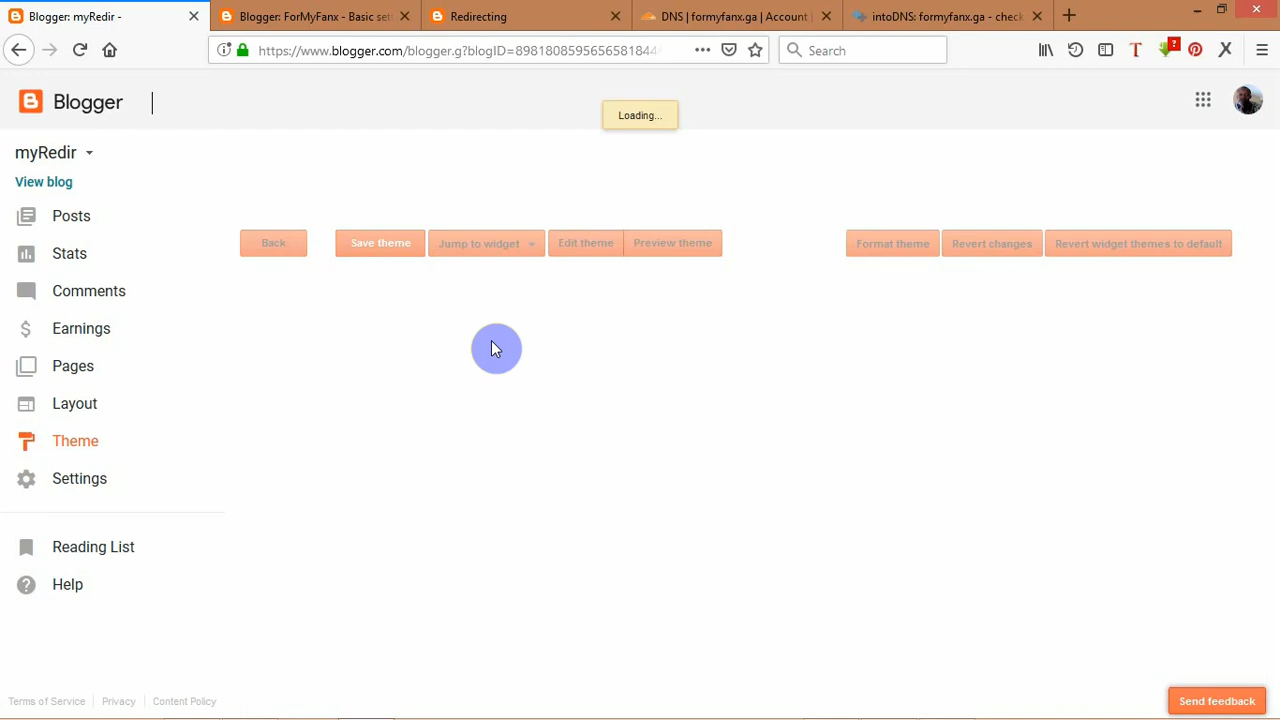 Blogger: myRedir -
Blogger: ForMyFanx - Basic set
Redirecting
DNS | formyfanx.ga | Account
intoDNS: formyfanx.ga - check
https://www.blogger.com/blogger.g?blogID=898180859565658184
Search
Blogger
Loading...
myRedir
View blog
Posts
Stats
Comments
Earnings
Pages
Layout
Theme
Settings
Reading List
Help
Back
Save theme
Jump to widget
Edit theme
Preview theme
Format theme
Revert changes
Revert widget themes to default
Terms of Service
Privacy
Content Policy
Send feedback